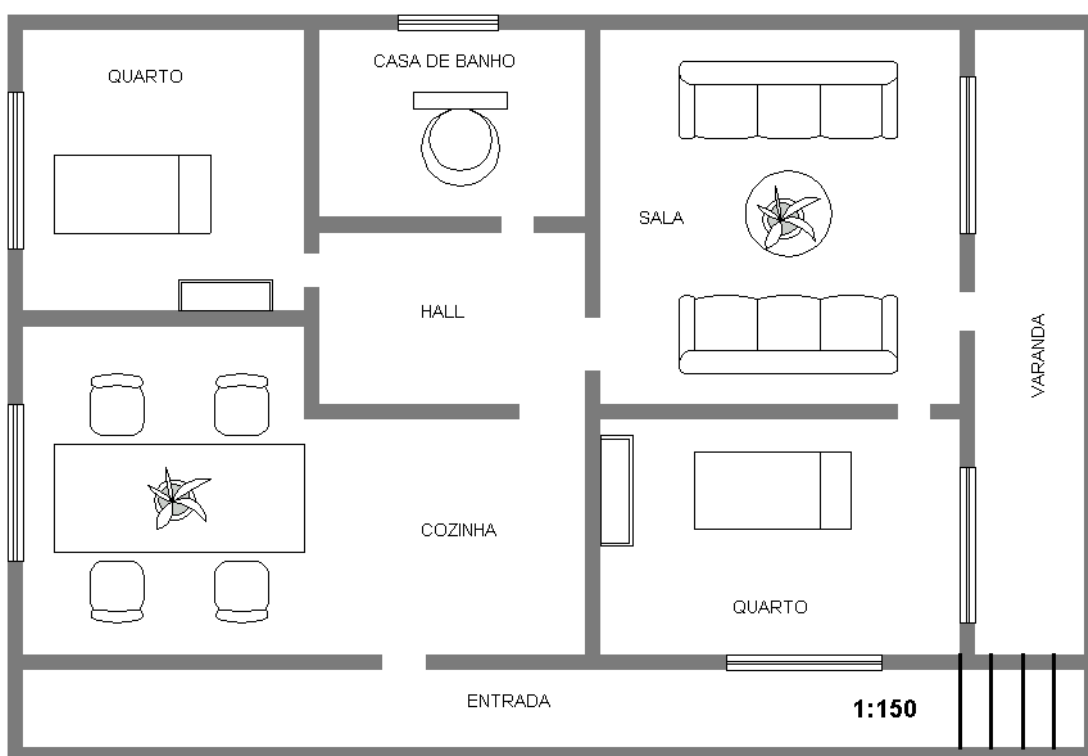 CASA DE BANHO
QUARTO
SALA
HALL
VARANDA
COZINHA
QUARTO
ENTRADA
1:150